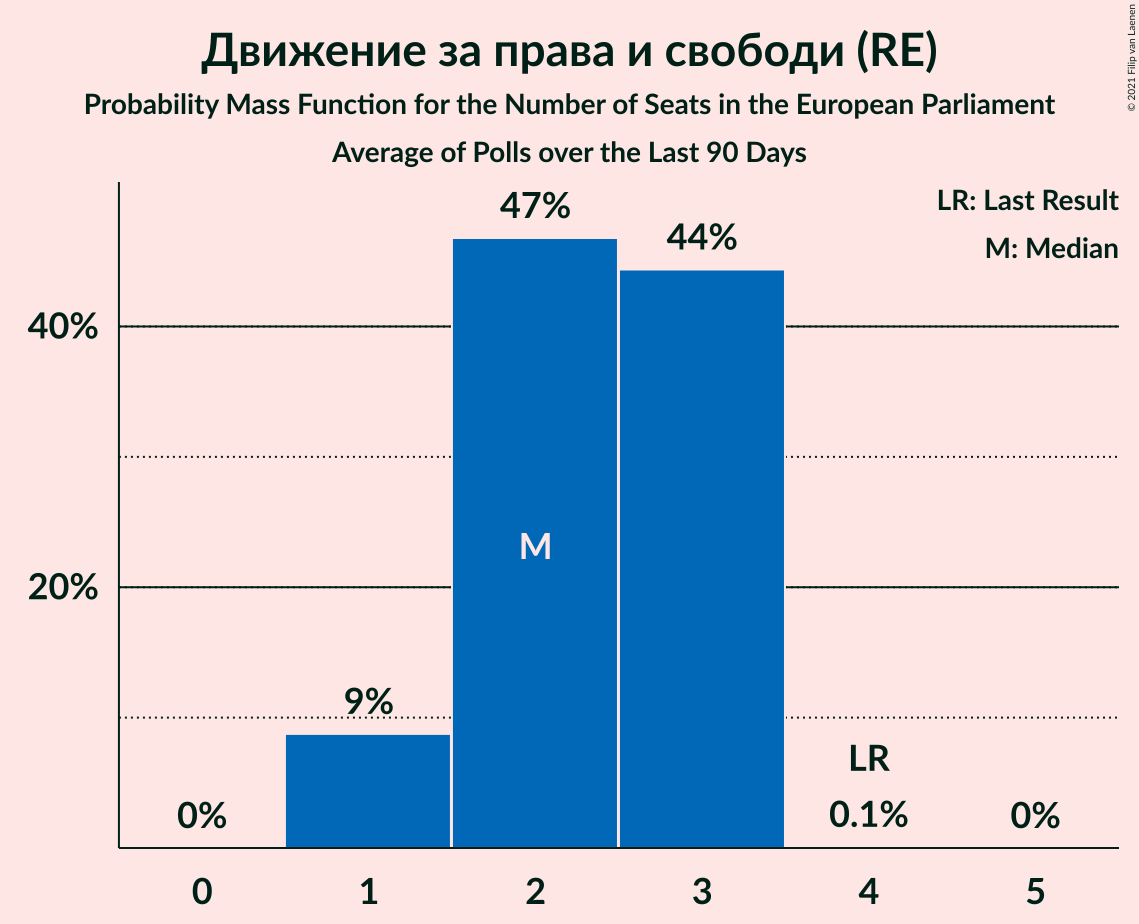 Движение за права и свободи (RE)
Probability Mass Function for the Number of Seats in the European Parliament
Average of Polls over the Last 90 Days
© 2021 Filip van Laenen
LR: Last Result
M: Median
47%
44%
40%
M
20%
9%
LR
0%
0.1%
0%
0 1 2 3 4 5